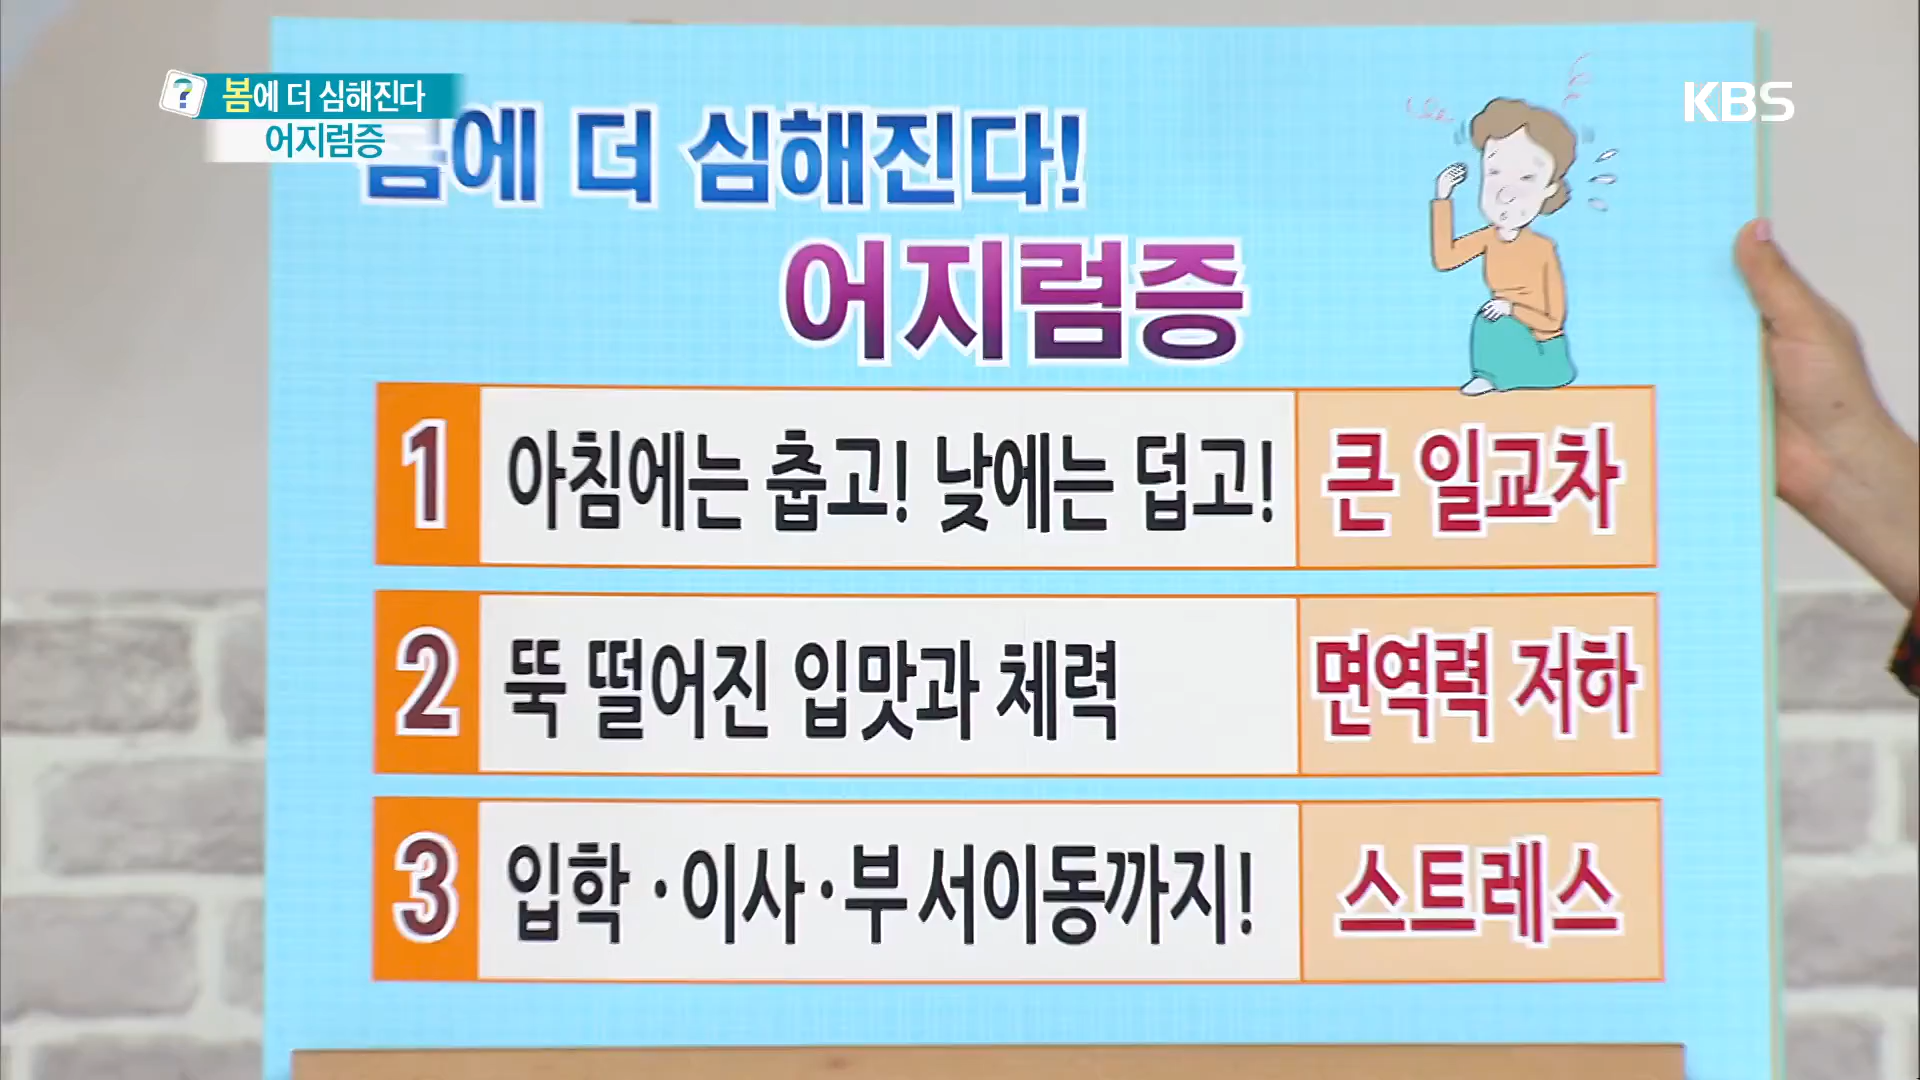 봄에 더 심해진다
어지럼증
KBS
봄에 더 심해진다!
어지럼증
1 아침에는 춥고! 낮에는 덥고! 큰 일교차
2 뚝 떨어진 입맛과 체력 면역력 저하
3 입학·이사·부서이동까지! 스트레스